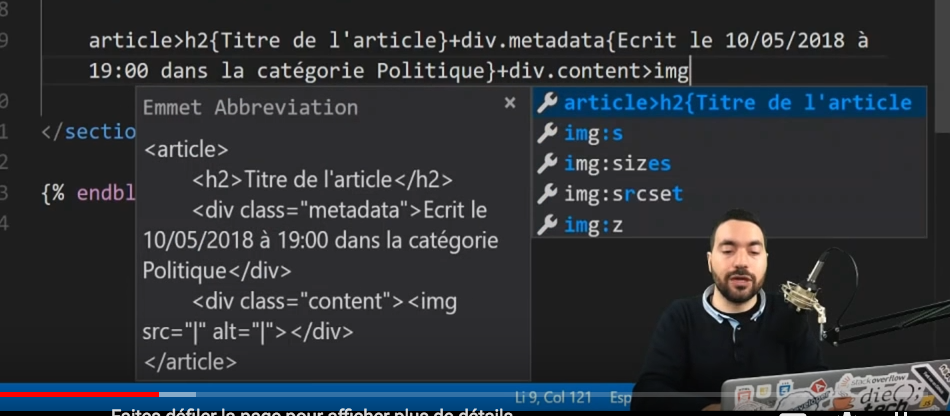 8
9 article>h2{Titre de l'article}+div.metadata{Ecrit le 10/05/2018 à
19:00 dans la catégorie Politique}+div.content>img
Emmet Abbreviation ×
<article>
<h2>Titre de l'article</h2>
<div class="metadata">Ecrit le
10/05/2018 à 19:00 dans la catégorie
Politique</div>
<div class="content"><img
src="|" alt="|"></div>
</article>
article>h2{Titre de l'article
img:s
img:sizes
img:srcset
img:z
0
1 </sectio
2
3 {% endbl
4
Li 9, Col 121 Esp
Faites défiler la page pour afficher plus de détails
stackoverflow